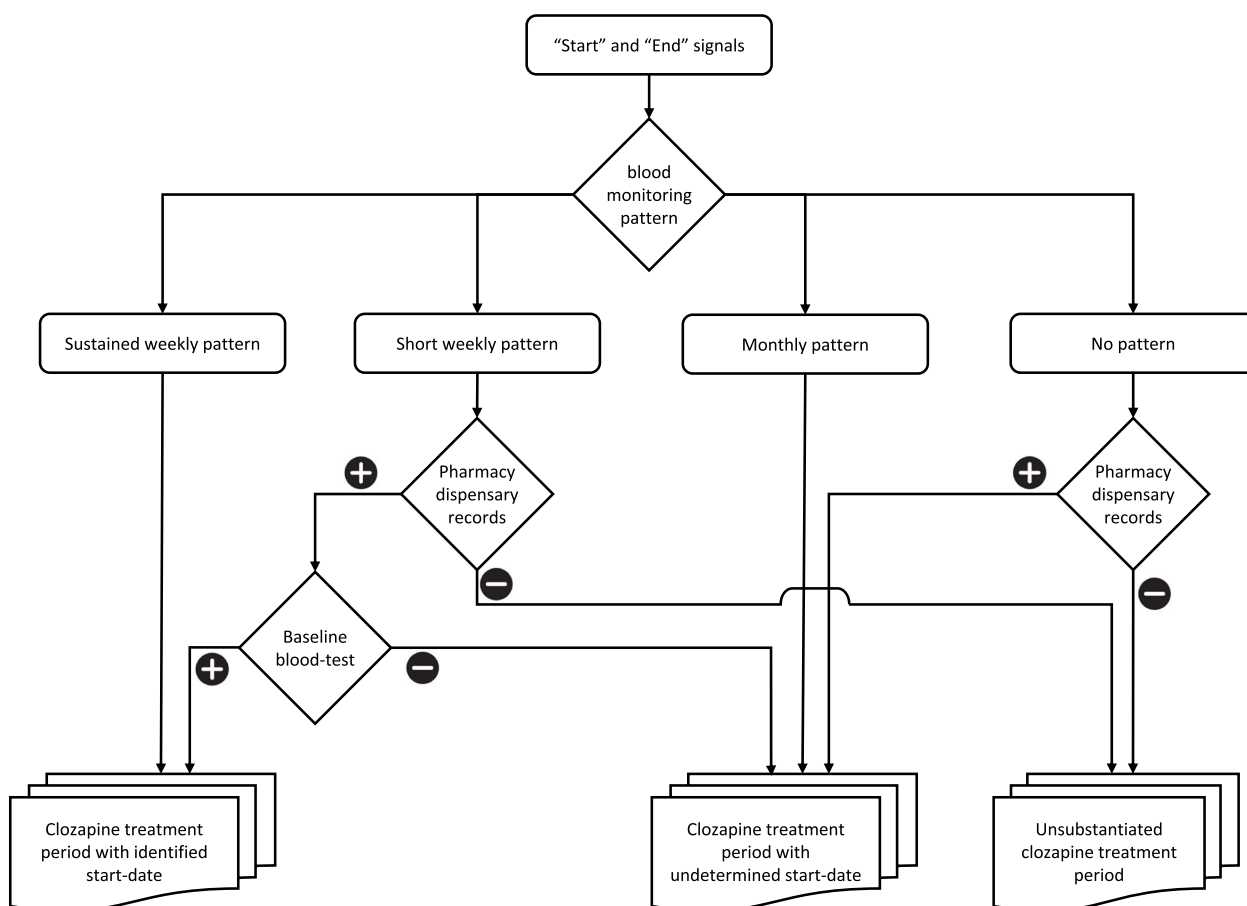 “Start” and “End” signals
blood
monitoring
pattern
Sustained weekly pattern
Short weekly pattern
Monthly pattern
No pattern
Pharmacy
dispensary
records
Pharmacy
dispensary
records
Baseline
blood-test
Clozapine treatment
period with identified
start-date
Clozapine treatment
period with
undetermined start-date
Unsubstantiated
clozapine treatment
period